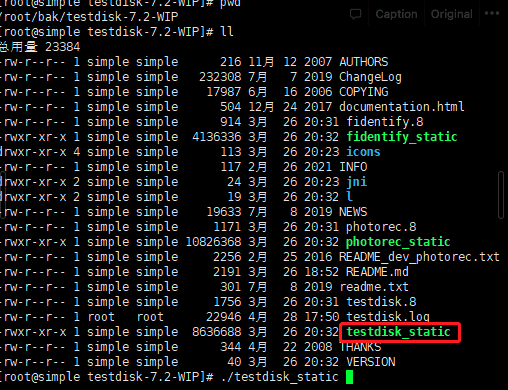 [root@simple testdisk-7.2-WIP]# pwd
/root/bak/testdisk-7.2-WIP
[root@simple testdisk-7.2-WIP]# ll
总用量 23384
-rw-r--r-- 1 simple simple 216 11月 12 2007 AUTHORS
-rw-r--r-- 1 simple simple 232308 7月 7 2019 ChangeLog
-rw-r--r-- 1 simple simple 17987 6月 16 2006 COPYING
-rw-r--r-- 1 simple simple 504 12月 24 2017 documentation.html
-rw-r--r-- 1 simple simple 914 3月 26 20:31 fidentify.8
-rwxr-xr-x 1 simple simple 4136336 3月 26 20:32 fidentify_static
drwxr-xr-x 4 simple simple 113 3月 26 20:23 icons
-rw-r--r-- 1 simple simple 117 2月 26 2021 INFO
drwxr-xr-x 2 simple simple 24 3月 26 20:23 jni
drwxr-xr-x 2 simple simple 19 3月 26 20:32 l
-rw-r--r-- 1 simple simple 19633 7月 8 2019 NEWS
-rw-r--r-- 1 simple simple 1171 3月 26 20:31 photorec.8
-rwxr-xr-x 1 simple simple 10826368 3月 26 20:32 photorec_static
-rw-r--r-- 1 simple simple 2256 2月 25 2016 README_dev_photorec.txt
-rw-r--r-- 1 simple simple 2191 3月 26 18:52 README.md
-rw-r--r-- 1 simple simple 301 7月 8 2019 readme.txt
-rw-r--r-- 1 simple simple 1756 3月 26 20:31 testdisk.8
-rw-r--r-- 1 root root 22946 4月 28 17:50 testdisk.log
-rwxr-xr-x 1 simple simple 8636688 3月 26 20:32 testdisk_static
-rw-r--r-- 1 simple simple 344 4月 22 2008 THANKS
-rw-r--r-- 1 simple simple 40 3月 26 20:32 VERSION
[root@simple testdisk-7.2-WIP]# ./testdisk_static
Caption Original